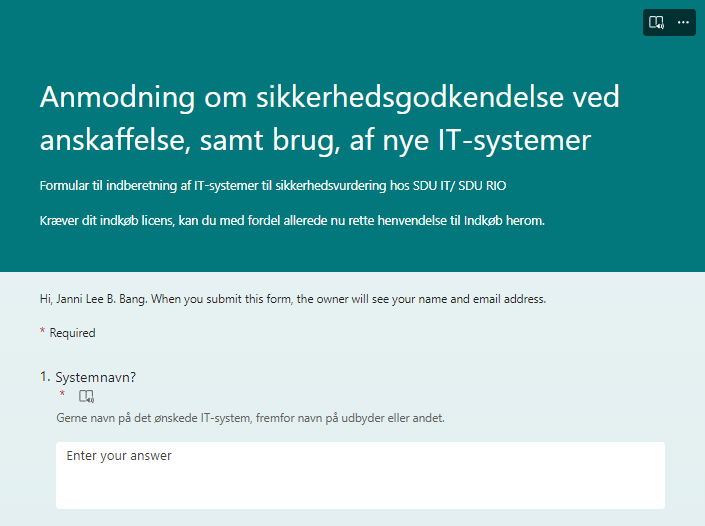 Anmodning om sikkerhedsgodkendelse ved
anskaffelse, samt brug, af nye IT-systemer
Formular til indberetning af IT-systemer til sikkerhedsvurdering hos SDU IT/ SDU RIO
Kræver dit indkøb licens, kan du med fordel allerede nu rette henvendelse til Indkøb herom.
Hi, Janni Lee B. Bang. When you submit this form, the owner will see your name and email address.
* Required
1. Systemnavn?
*
Gerne navn på det ønskede IT-system, fremfor navn på udbyder eller andet.
Enter your answer